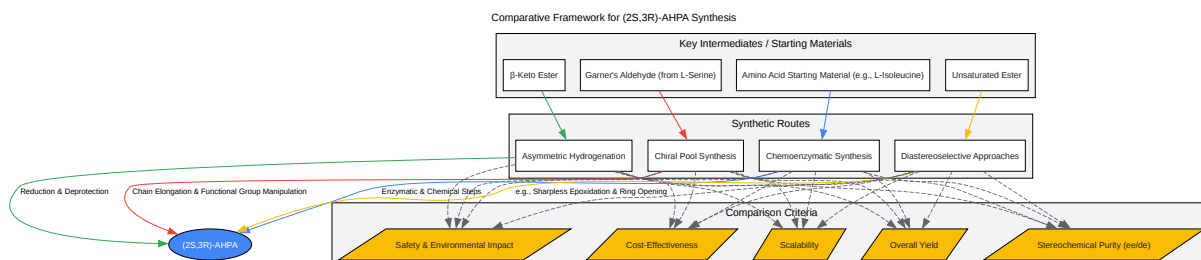 Comparative Framework for (2S,3R)-AHPA Synthesis
Key Intermediates / Starting Materials
β-Keto Ester
Garner's Aldehyde (from L-Serine)
Amino Acid Starting Material (e.g., L-Isoleucine)
Unsaturated Ester
Synthetic Routes
Asymmetric Hydrogenation
Chiral Pool Synthesis
Chemoenzymatic Synthesis
Diastereoselective Approaches
Reduction & Deprotection
Chain Elongation & Functional Group Manipulation
Enzymatic & Chemical Steps
e.g., Sharpless Epoxidation & Ring Opening
Comparison Criteria
(2S,3R)-AHPA
Safety & Environmental Impact
Cost-Effectiveness
Scalability
Overall Yield
Stereochemical Purity (ee/de)